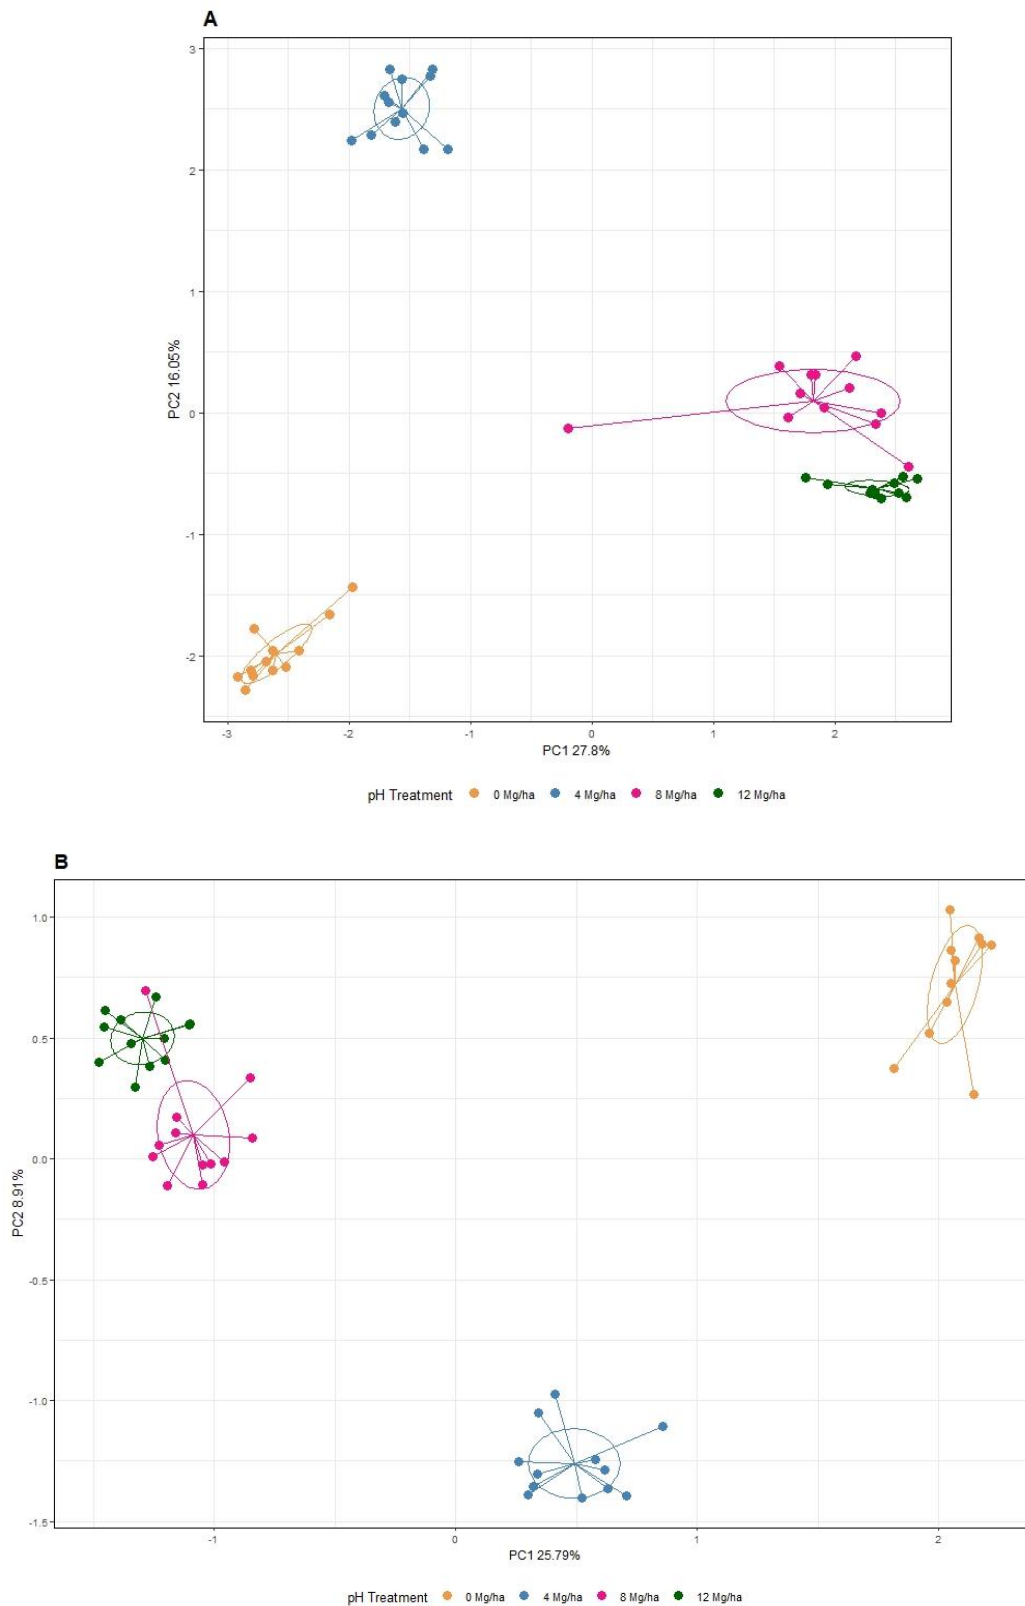 A
3
2
1
0
-1
-2
PC2 16.05%
-3 -2 -1 0 1 2
PC1 27.8%
pH Treatment 0 Mg/ha 4 Mg/ha 8 Mg/ha 12 Mg/ha
B
1.0
0.5
0.0
-0.5
-1.0
-1.5
PC2 8.91%
-1 0 1 2
PC1 25.79%
pH Treatment 0 Mg/ha 4 Mg/ha 8 Mg/ha 12 Mg/ha